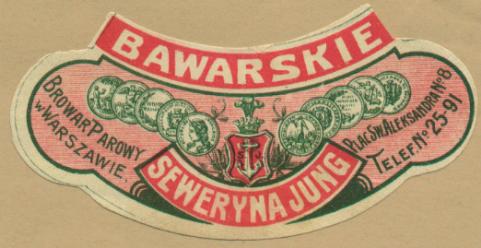 BAWARSKIE
BROWAR PAROWY
w WARSZAWIE.
PLAC ŚW. ALEKSANDRA No 8
TELEF. No 25-91
S J
SEWERYNA JUNG